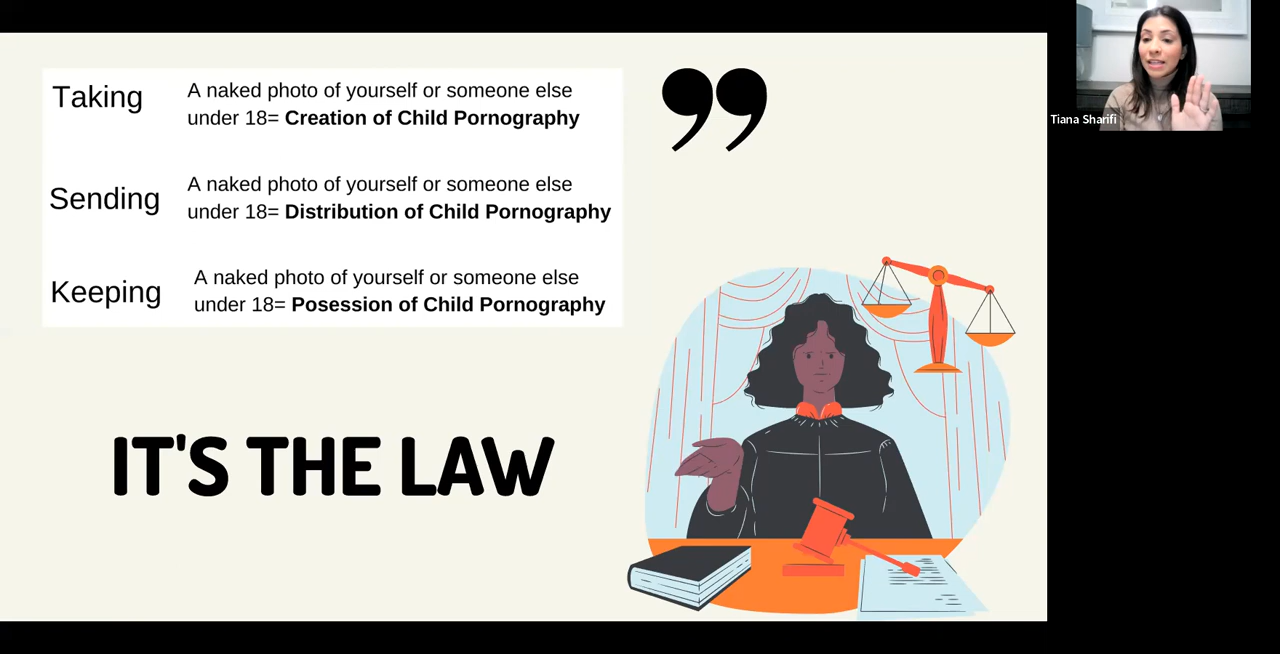 Taking
A naked photo of yourself or someone else
under 18= Creation of Child Pornography
Sending
A naked photo of yourself or someone else
under 18= Distribution of Child Pornography
Keeping
A naked photo of yourself or someone else
under 18= Posession of Child Pornography
IT'S THE LAW
Tiana Sharifi